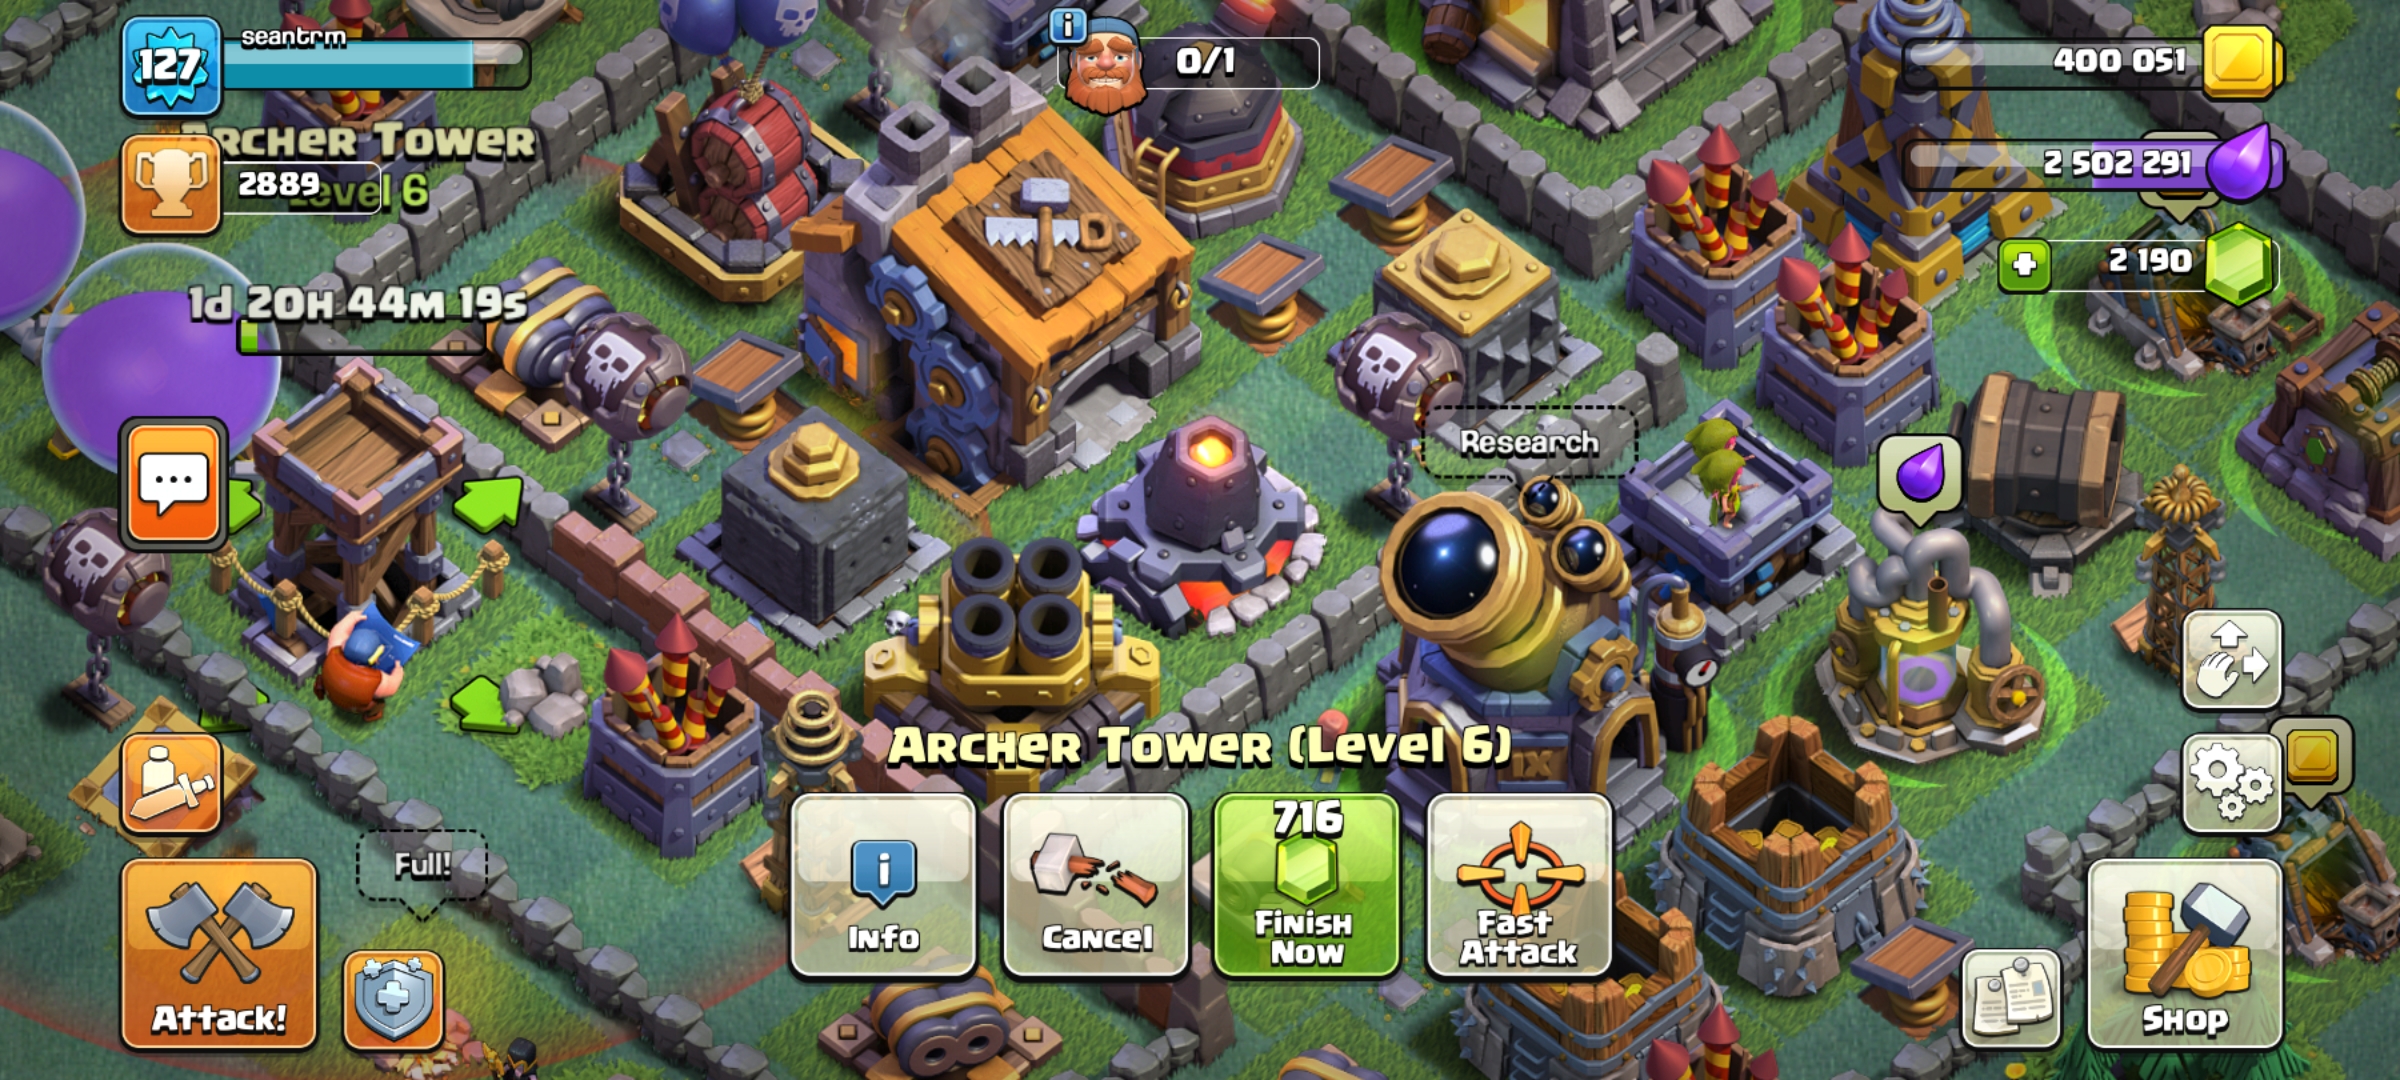 127
seantrm
0/1
400 051
Archer Tower
2889
Level 6
2 502 291
2 190
1d 20H 44M 19s
Research
Archer Tower (Level 6)
IX
716
Full!
Info
Cancel
Finish
Now
Fast
Attack
Attack!
Shop